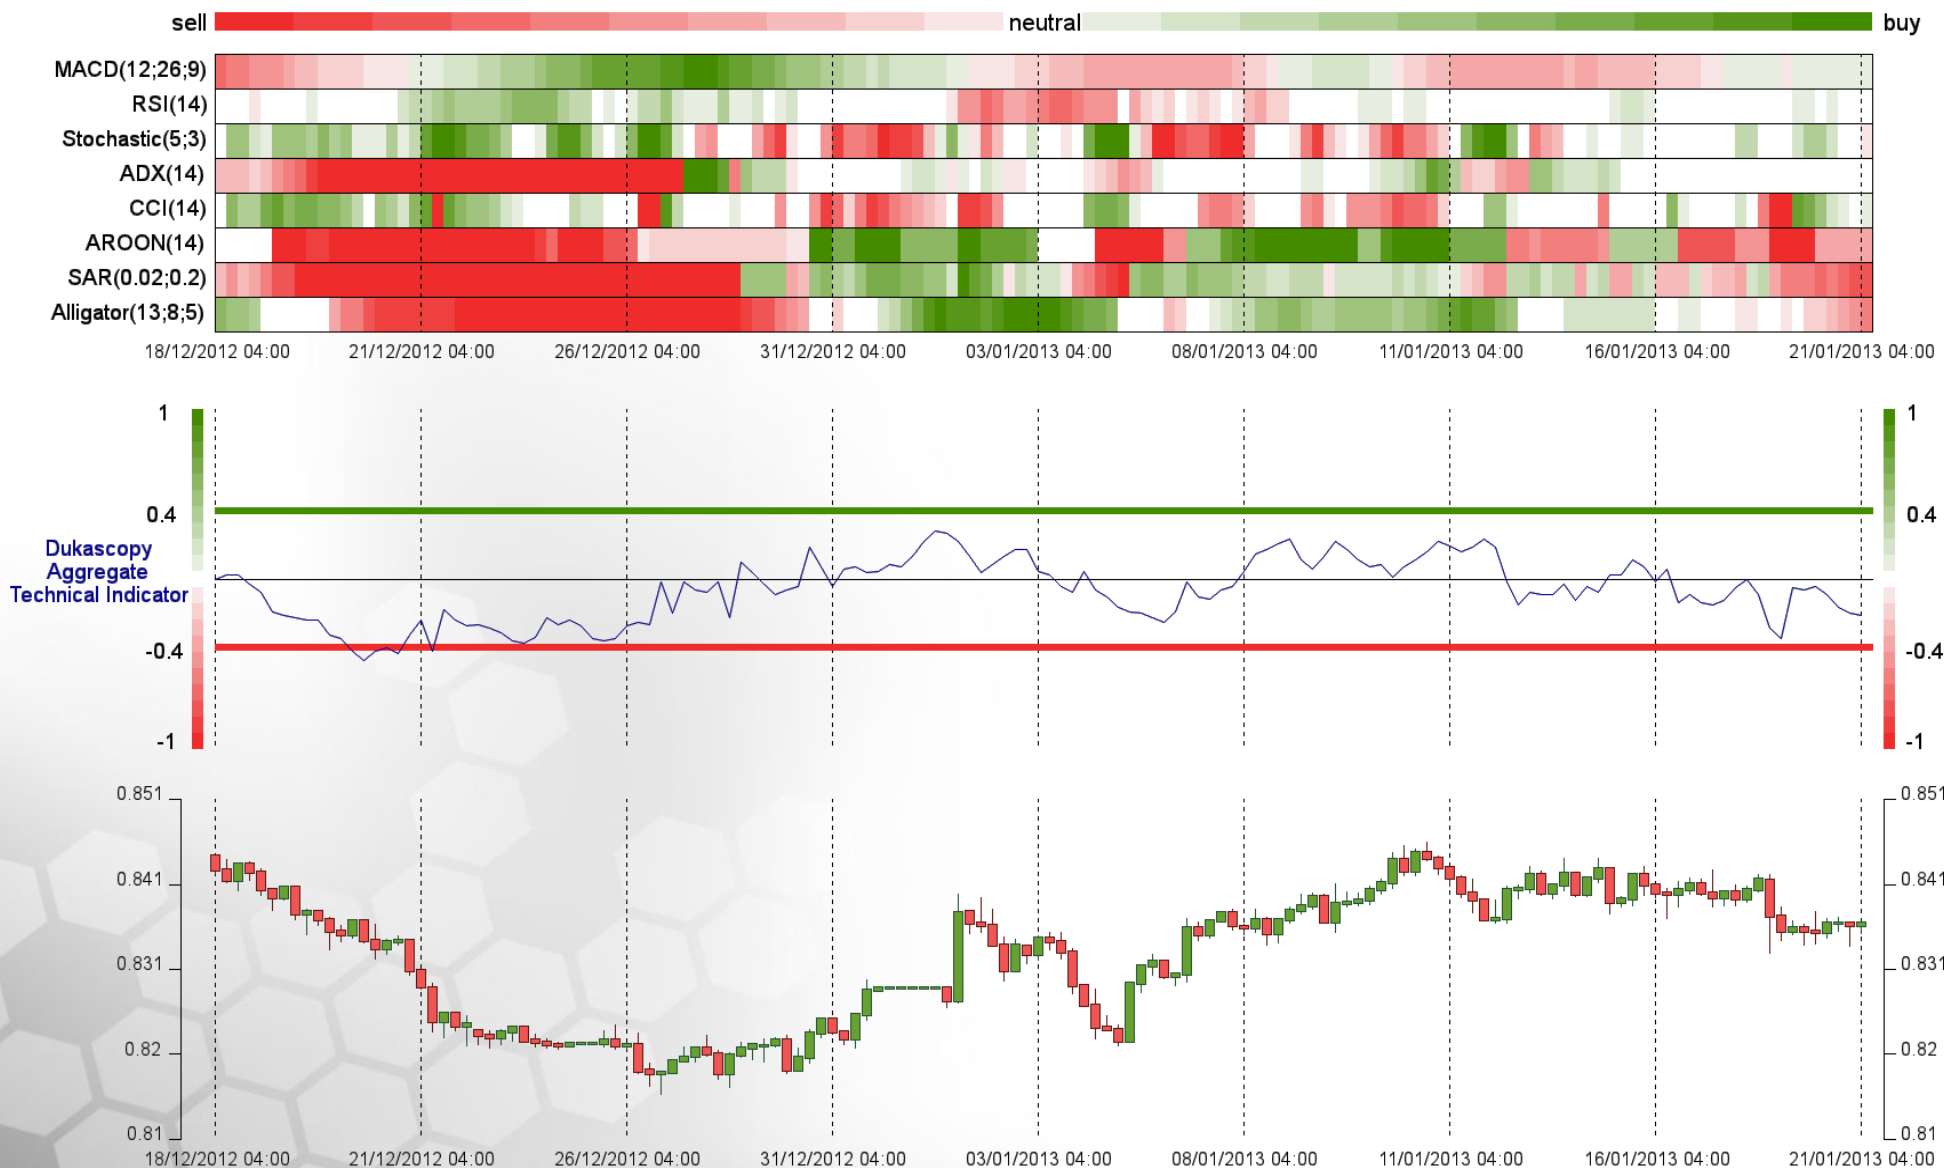 sell neutral buy
MACD(12;26;9)
RSI(14)
Stochastic(5;3)
ADX(14)
CCI(14)
AROON(14)
SAR(0.02;0.2)
Alligator(13;8;5)
18/12/2012 04:00 21/12/2012 04:00 26/12/2012 04:00 31/12/2012 04:00 03/01/2013 04:00 08/01/2013 04:00 11/01/2013 04:00 16/01/2013 04:00 21/01/2013 04:00
1 1
0.4 0.4
Dukascopy
Aggregate
Technical Indicator
-0.4 -0.4
-1 -1
0.851 0.851
0.841 0.841
0.831 0.831
0.82 0.82
0.81 0.81
18/12/2012 04:00 21/12/2012 04:00 26/12/2012 04:00 31/12/2012 04:00 03/01/2013 04:00 08/01/2013 04:00 11/01/2013 04:00 16/01/2013 04:00 21/01/2013 04:00